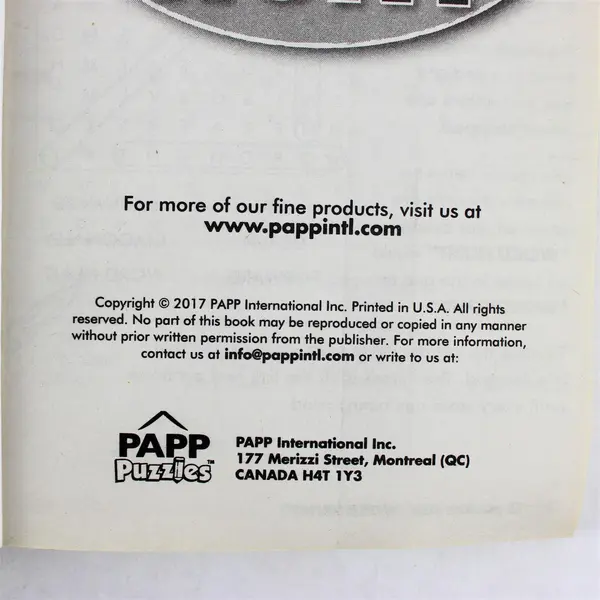 For more of our fine products, visit us at
www.pappintl.com
Copyright © 2017 PAPP International Inc. Printed in U.S.A. All rights
reserved. No part of this book may be reproduced or copied in any manner
without prior written permission from the publisher. For more information,
contact us at info@pappintl.com or write to us at:
PAPP
Puzzles™
PAPP International Inc.
177 Merizzi Street, Montreal (QC)
CANADA H4T 1Y3